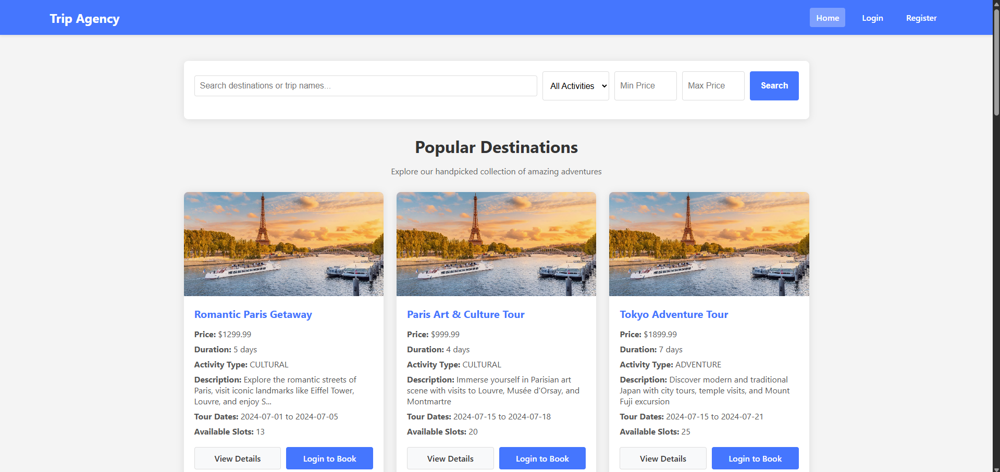 Trip Agency
Home
Login
Register
Search destinations or trip names...
All Activities
Min Price
Max Price
Search
Popular Destinations
Explore our handpicked collection of amazing adventures
Romantic Paris Getaway
Price: $1299.99
Duration: 5 days
Activity Type: CULTURAL
Description: Explore the romantic streets of
Paris, visit iconic landmarks like Eiffel Tower,
Louvre, and enjoy S...
Tour Dates: 2024-07-01 to 2024-07-05
Available Slots: 13
View Details
Login to Book
Paris Art & Culture Tour
Price: $999.99
Duration: 4 days
Activity Type: CULTURAL
Description: Immerse yourself in Parisian art
scene with visits to Louvre, Musée d'Orsay, and
Montmartre
Tour Dates: 2024-07-15 to 2024-07-18
Available Slots: 20
View Details
Login to Book
Tokyo Adventure Tour
Price: $1899.99
Duration: 7 days
Activity Type: ADVENTURE
Description: Discover modern and traditional
Japan with city tours, temple visits, and Mount
Fuji excursion
Tour Dates: 2024-07-15 to 2024-07-21
Available Slots: 25
View Details
Login to Book